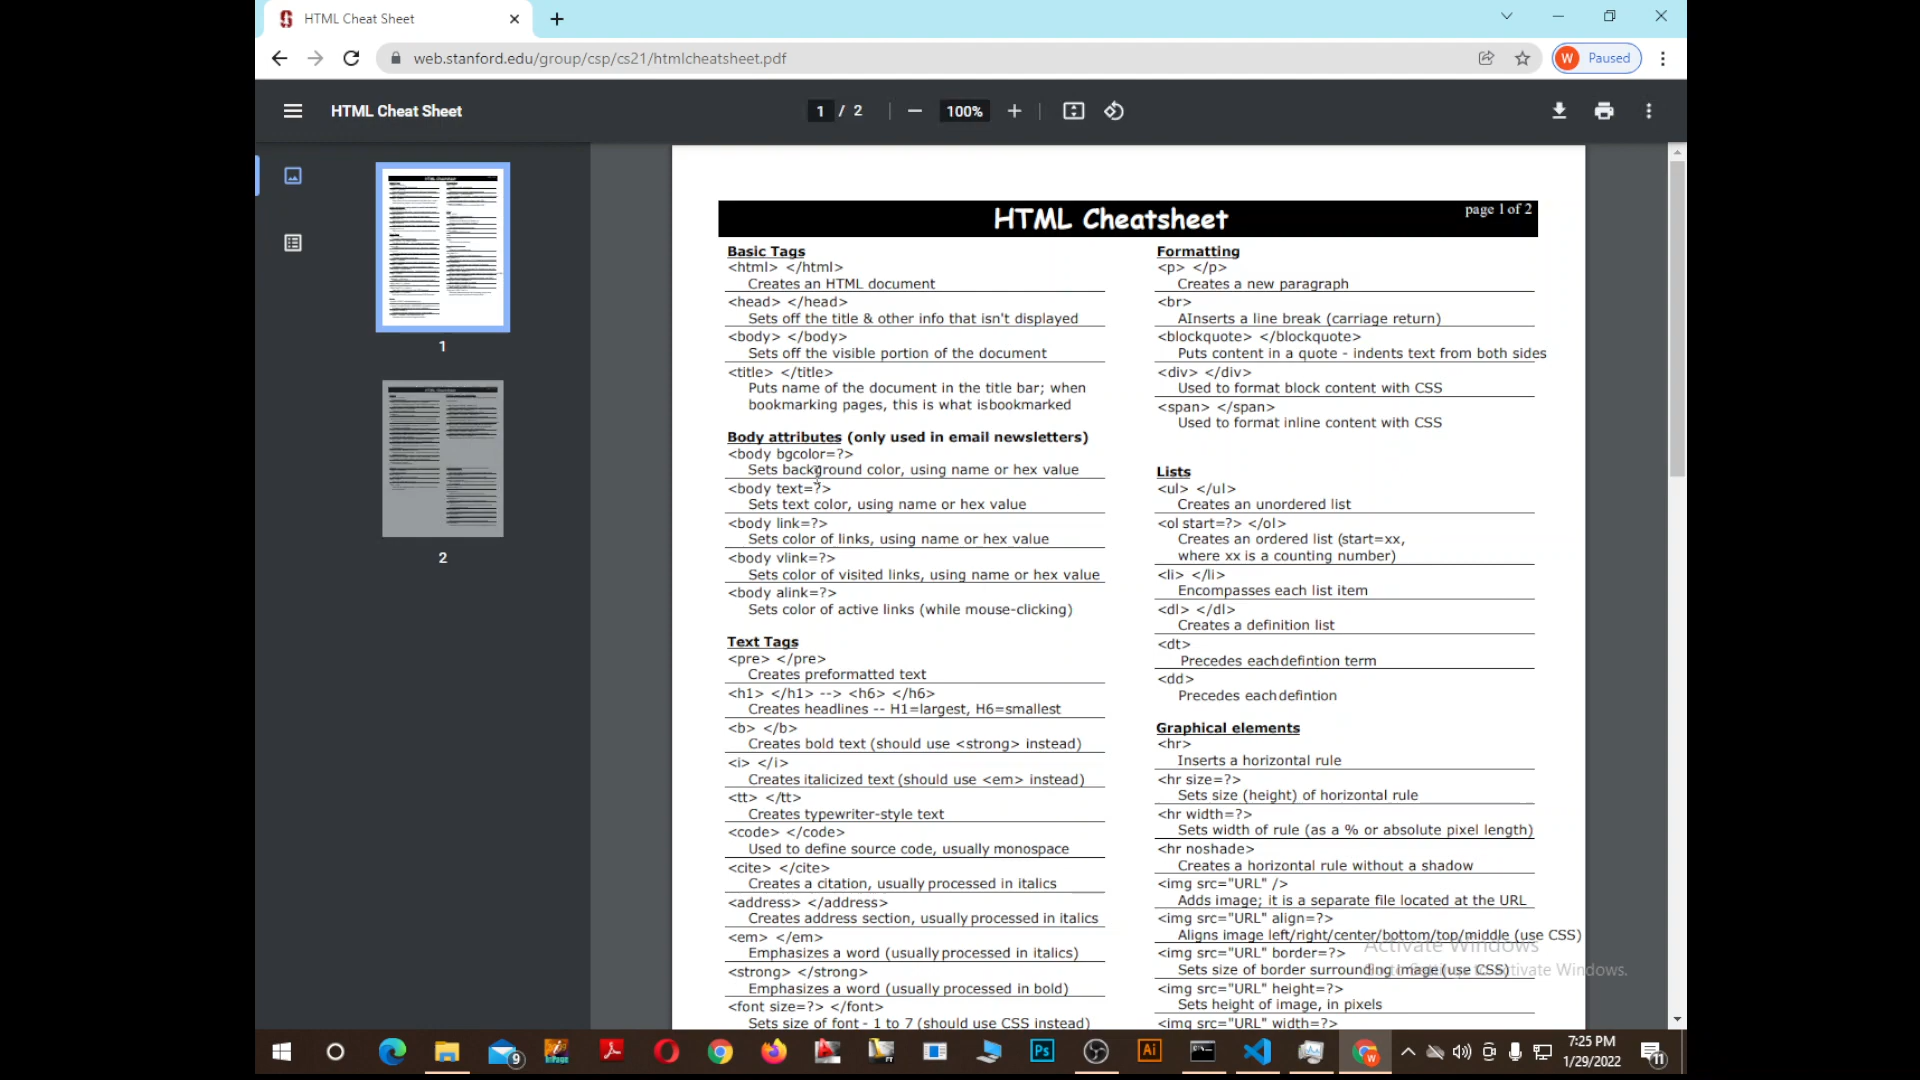 HTML Cheat Sheet
web.stanford.edu/group/csp/cs21/htmlcheatsheet.pdf
W Paused
HTML Cheat Sheet
1 / 2
100%
1
2
HTML Cheatsheet
page 1 of 2
Basic Tags
<html> </html>
Creates an HTML document
<head> </head>
Sets off the title & other info that isn't displayed
<body> </body>
Sets off the visible portion of the document
<title> </title>
Puts name of the document in the title bar; when
bookmarking pages, this is what isbookmarked
Body attributes (only used in email newsletters)
<body bgcolor=?>
Sets background color, using name or hex value
<body text=?>
Sets text color, using name or hex value
<body link=?>
Sets color of links, using name or hex value
<body vlink=?>
Sets color of visited links, using name or hex value
<body alink=?>
Sets color of active links (while mouse-clicking)
Text Tags
<pre> </pre>
Creates preformatted text
<h1> </h1> --> <h6> </h6>
Creates headlines -- H1=largest, H6=smallest
<b> </b>
Creates bold text (should use <strong> instead)
<i> </i>
Creates italicized text (should use <em> instead)
<tt> </tt>
Creates typewriter-style text
<code> </code>
Used to define source code, usually monospace
<cite> </cite>
Creates a citation, usually processed in italics
<address> </address>
Creates address section, usually processed in italics
<em> </em>
Emphasizes a word (usually processed in italics)
<strong> </strong>
Emphasizes a word (usually processed in bold)
<font size=?> </font>
Sets size of font - 1 to 7 (should use CSS instead)
Formatting
<p> </p>
Creates a new paragraph
<br>
AInserts a line break (carriage return)
<blockquote> </blockquote>
Puts content in a quote - indents text from both sides
<div> </div>
Used to format block content with CSS
<span> </span>
Used to format inline content with CSS
Lists
<ul> </ul>
Creates an unordered list
<ol start=?> </ol>
Creates an ordered list (start=xx,
where xx is a counting number)
<li> </li>
Encompasses each list item
<dl> </dl>
Creates a definition list
<dt>
Precedes eachdefintion term
<dd>
Precedes eachdefintion
Graphical elements
<hr>
Inserts a horizontal rule
<hr size=?>
Sets size (height) of horizontal rule
<hr width=?>
Sets width of rule (as a % or absolute pixel length)
<hr noshade>
Creates a horizontal rule without a shadow
<img src="URL" />
Adds image; it is a separate file located at the URL
<img src="URL" align=?>
Aligns image left/right/center/bottom/top/middle (use CSS)
<img src="URL" border=?>
Sets size of border surrounding image (use CSS)
<img src="URL" height=?>
Sets height of image, in pixels
<img src="URL" width=?>
Activate Windows
Go to Settings to activate Windows.
9
Ps
Ai
W
7:25 PM
1/29/2022
11